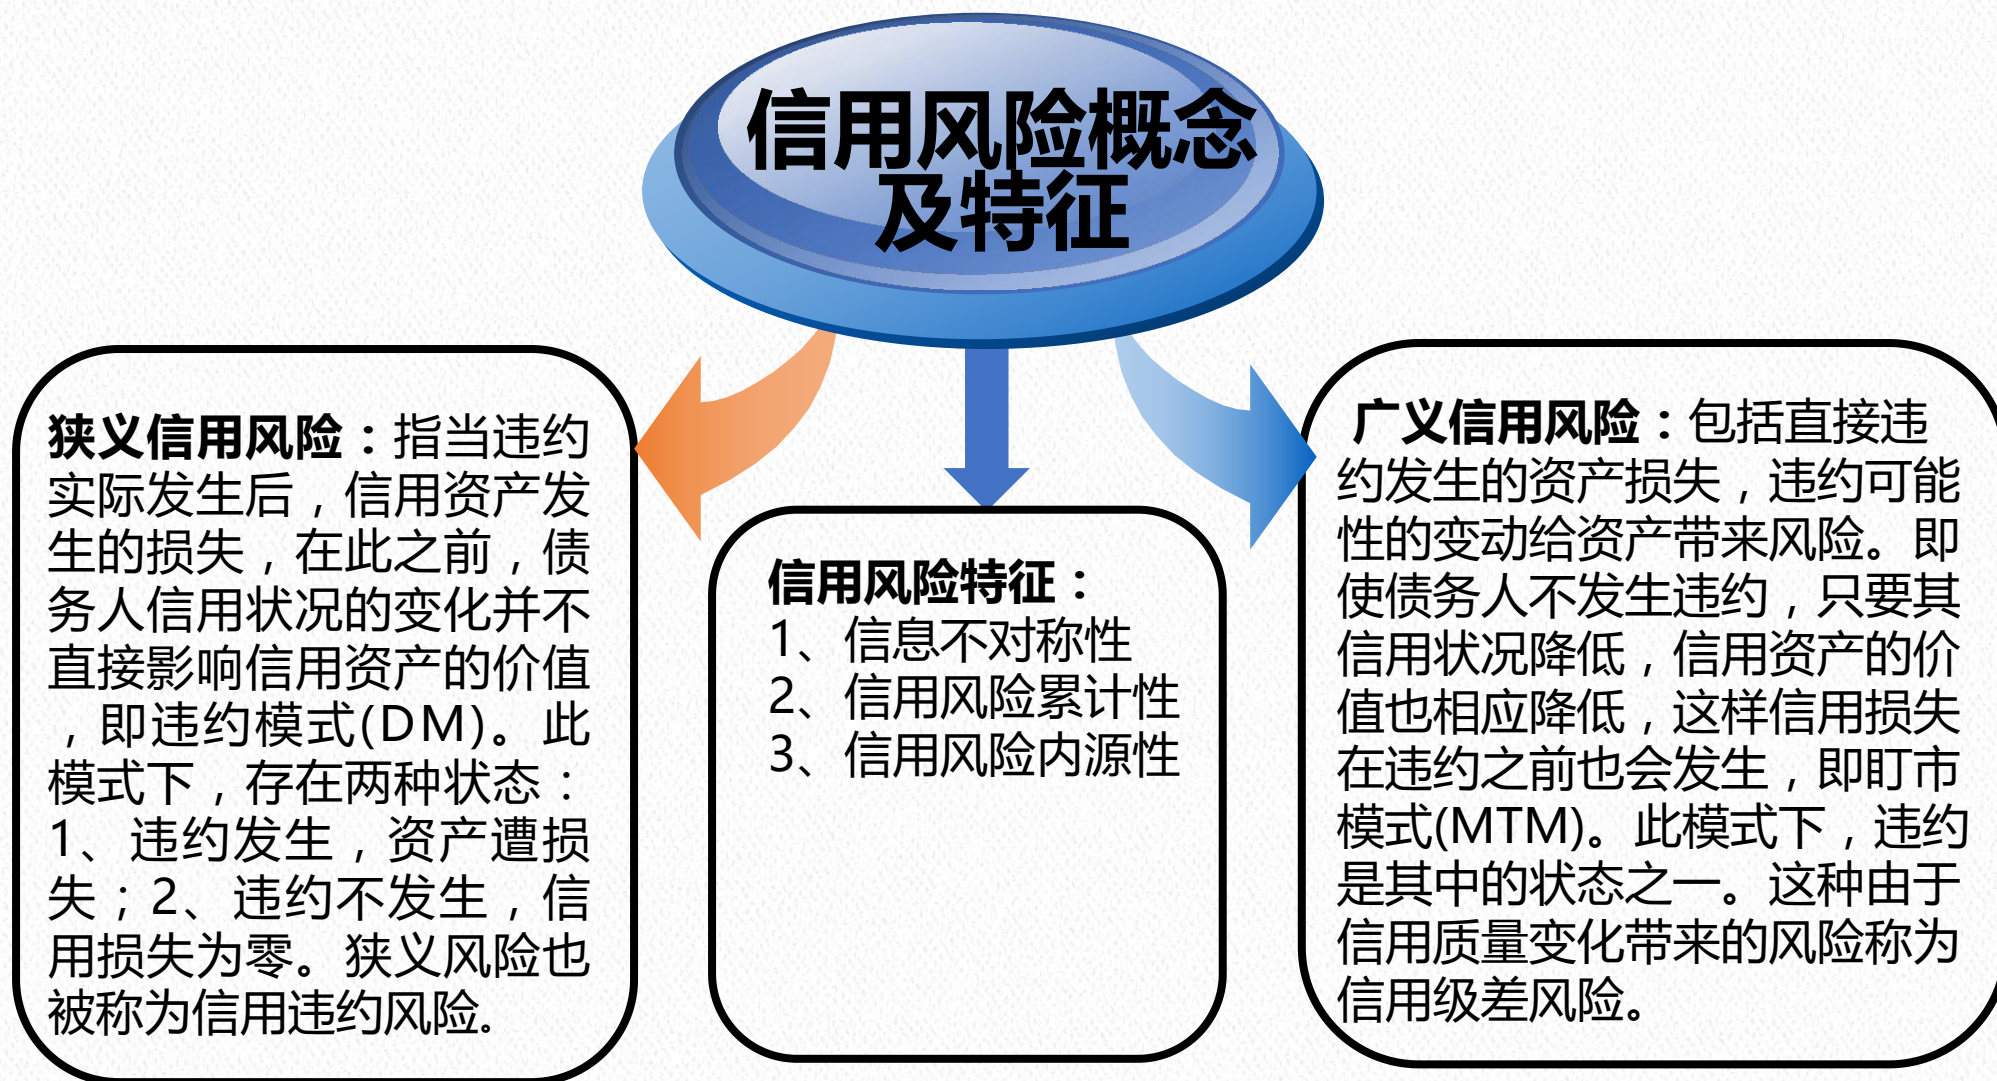 信用风险概念
及特征
狭义信用风险：指当违约
实际发生后，信用资产发
生的损失，在此之前，债
务人信用状况的变化并不
直接影响信用资产的价值
，即违约模式(DM)。此
模式下，存在两种状态：
1、违约发生，资产遭损
失；2、违约不发生，信
用损失为零。狭义风险也
被称为信用违约风险.
信用风险特征：
1、信息不对称性
2、信用风险累计性
3、信用风险内源性
广义信用风险：包括直接违
约发生的资产损失，违约可能
性的变动给资产带来风险。即
使债务人不发生违约，只要其
信用状况降低，信用资产的价
值也相应降低，这样信用损失
在违约之前也会发生，即盯市
模式(MTM)。此模式下，违约
是其中的状态之一。这种由于
信用质量变化带来的风险称为
信用级差风险。